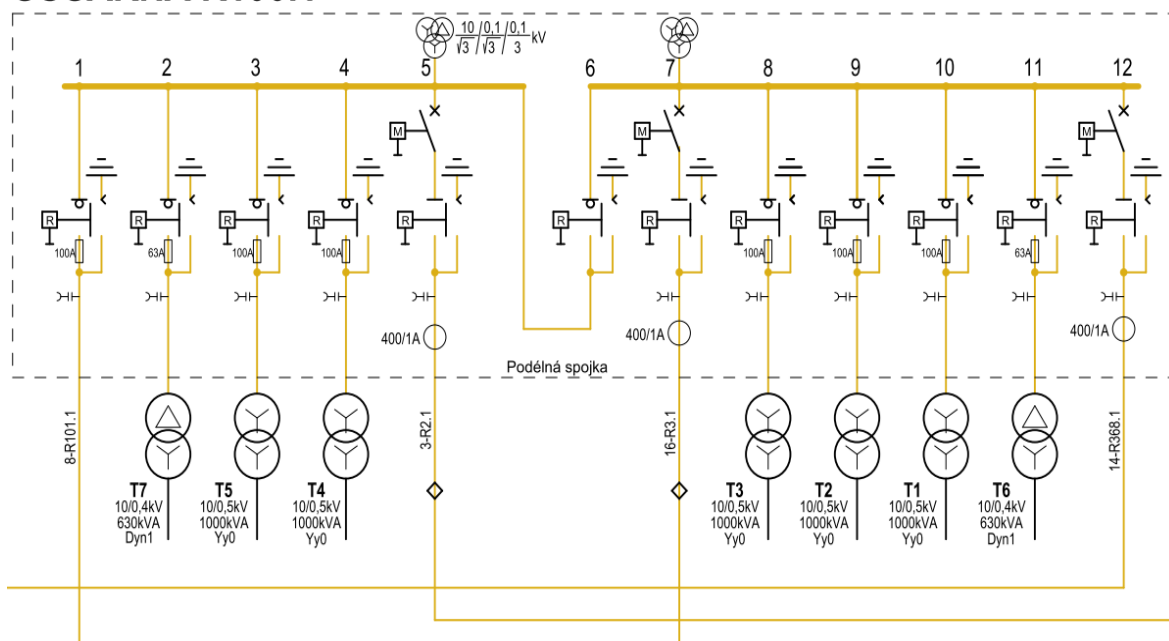 10/√3 / 0,1/√3 / 0,1/3 kV
1 2 3 4 5 6 7 8 9 10 11 12
M M M
R R R R R R R R R R R R
100A 63A 100A 100A 100A 100A 100A 63A
400/1A 400/1A 400/1A
Podélná spojka
8-R101.1
3-R2.1
16-R3.1
14-R368.1
T7
10/0,4kV
630kVA
Dyn1
T5
10/0,5kV
1000kVA
Yy0
T4
10/0,5kV
1000kVA
Yy0
T3
10/0,5kV
1000kVA
Yy0
T2
10/0,5kV
1000kVA
Yy0
T1
10/0,5kV
1000kVA
Yy0
T6
10/0,4kV
630kVA
Dyn1